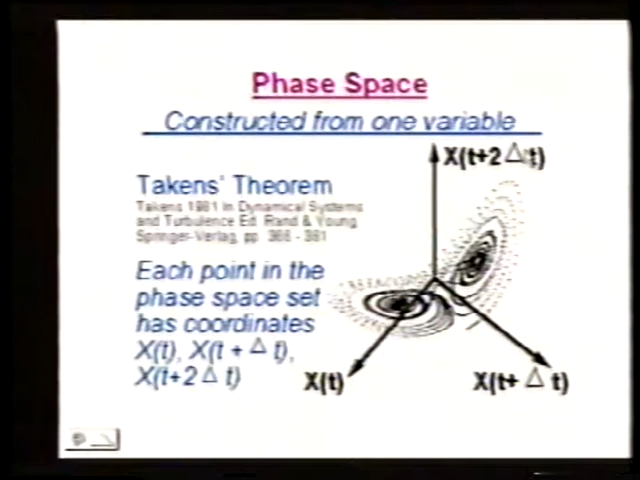 Phase Space
Constructed from one variable
X(t+2 Δ t)
Takens' Theorem
Takens 1981 In Dynamical Systems
and Turbulence Ed. Rand & Young
Springer-Verlag, pp. 366 - 381
Each point in the
phase space set
has coordinates
X(t), X(t + Δ t),
X(t+2 Δ t)
X(t)
X(t+ Δ t)